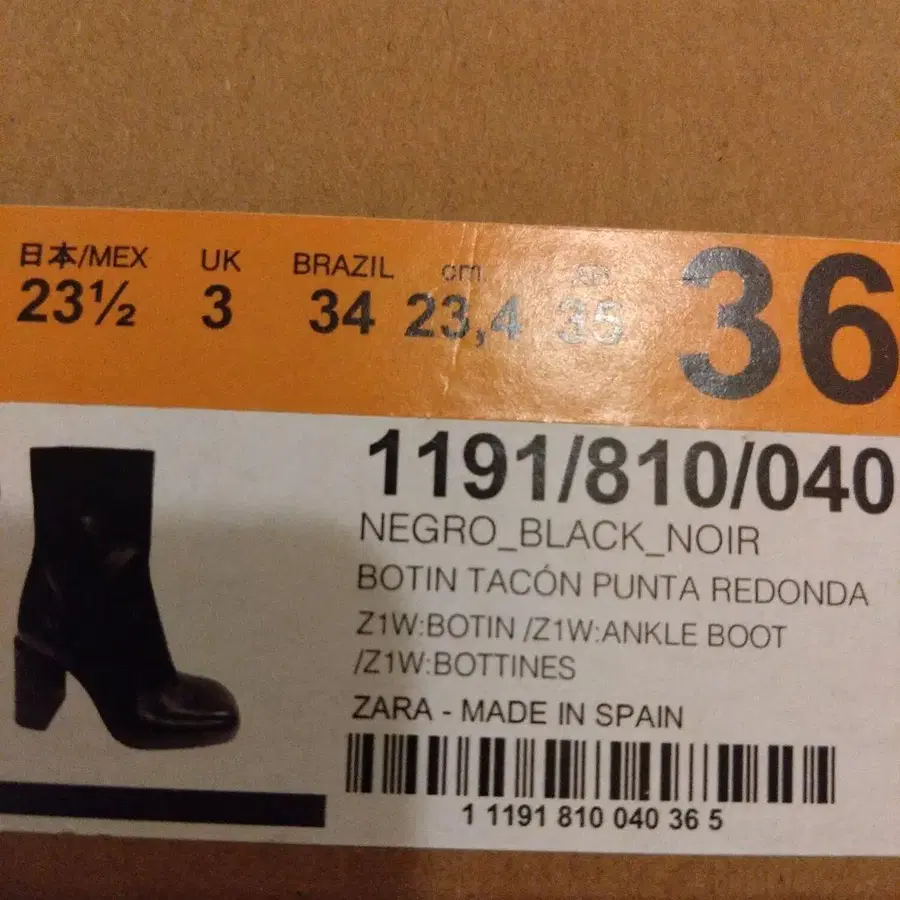 日本/MEX UK BRAZIL cm AR
23½ 3 34 23,4 35
36
1191/810/040
NEGRO_BLACK_NOIR
BOTIN TACÓN PUNTA REDONDA
Z1W:BOTIN /Z1W:ANKLE BOOT
/Z1W:BOTTINES
ZARA - MADE IN SPAIN
1 1191 810 040 36 5